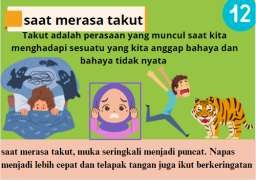 saat merasa takut
12
Takut adalah perasaan yang muncul saat kita
menghadapi sesuatu yang kita anggap bahaya dan
bahaya tidak nyata
saat merasa takut, muka seringkali menjadi puncat. Napas
menjadi lebih cepat dan telapak tangan juga ikut berkeringatan